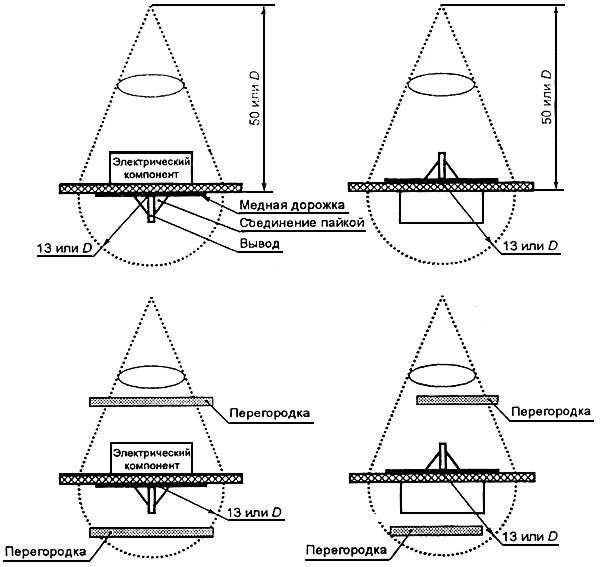 50 или D
50 или D
Электрический
компонент
Медная дорожка
Соединение пайкой
Вывод
13 или D
13 или D
Перегородка
Перегородка
Электрический
компонент
13 или D
Перегородка
13 или D
Перегородка